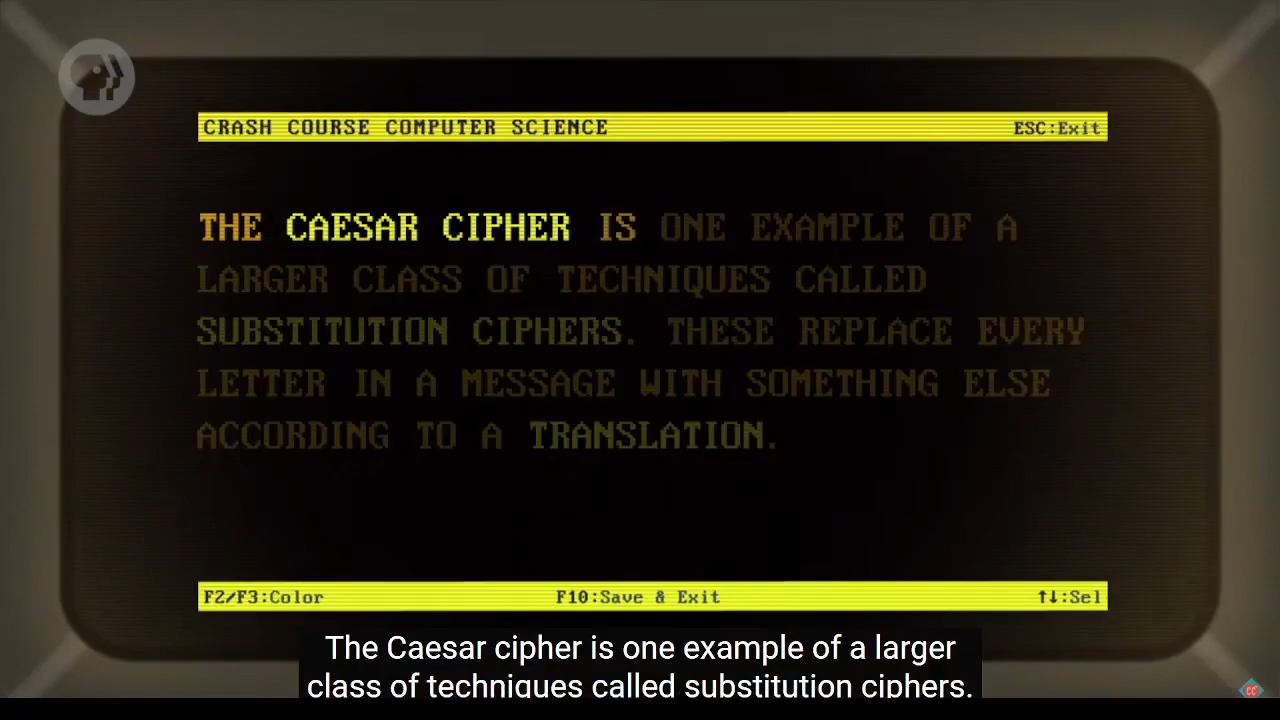 CRASH COURSE COMPUTER SCIENCE ESC:Exit
THE CAESAR CIPHER IS ONE EXAMPLE OF A
LARGER CLASS OF TECHNIQUES CALLED
SUBSTITUTION CIPHERS. THESE REPLACE EVERY
LETTER IN A MESSAGE WITH SOMETHING ELSE
ACCORDING TO A TRANSLATION.
F2/F3:Color F10:Save & Exit ↑↓:Sel
The Caesar cipher is one example of a larger
class of techniques called substitution ciphers.
CC